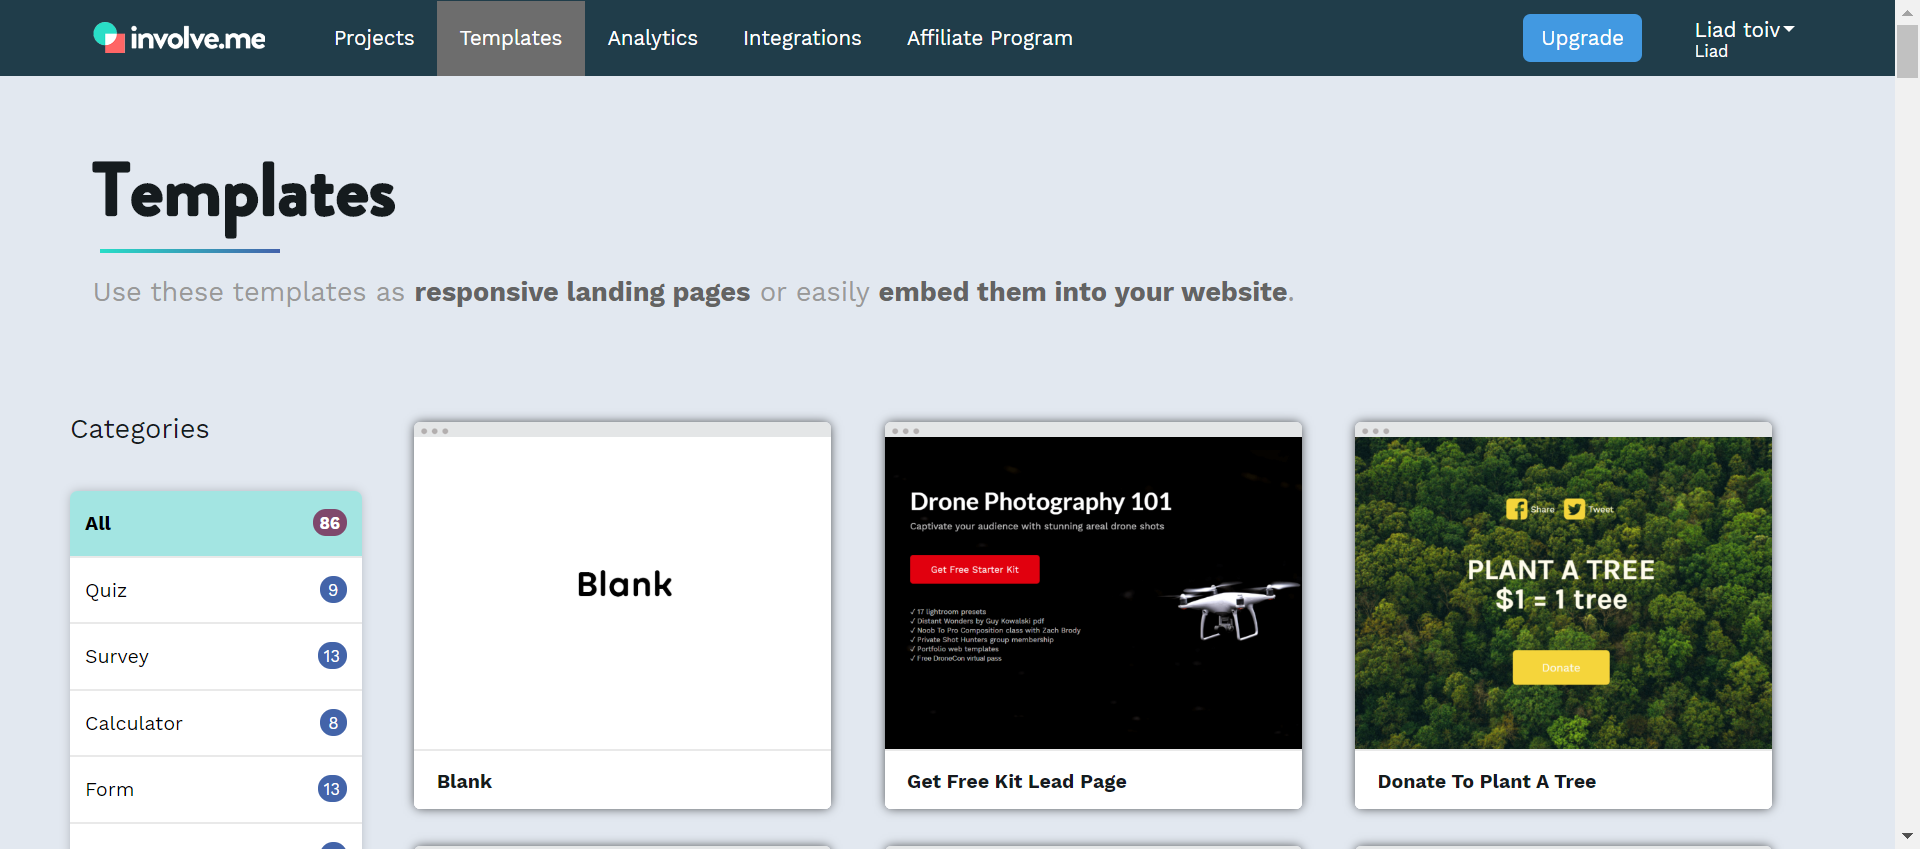 involve.me
Projects
Templates
Analytics
Integrations
Affiliate Program
Upgrade
Liad toiv
Liad
Templates
Use these templates as responsive landing pages or easily embed them into your website.
Categories
All 86
Quiz 9
Survey 13
Calculator 8
Form 13
Blank
Blank
Drone Photography 101
Captivate your audience with stunning areal drone shots
Get Free Starter Kit
✓ 17 lightroom presets
✓ Distant Wonders by Guy Kowalski pdf
✓ Noob To Pro Composition class with Zach Brody
✓ Private Shot Hunters group membership
✓ Portfolio web templates
✓ Free DroneCon virtual pass
Get Free Kit Lead Page
Share
Tweet
PLANT A TREE
$1 = 1 tree
Donate
Donate To Plant A Tree